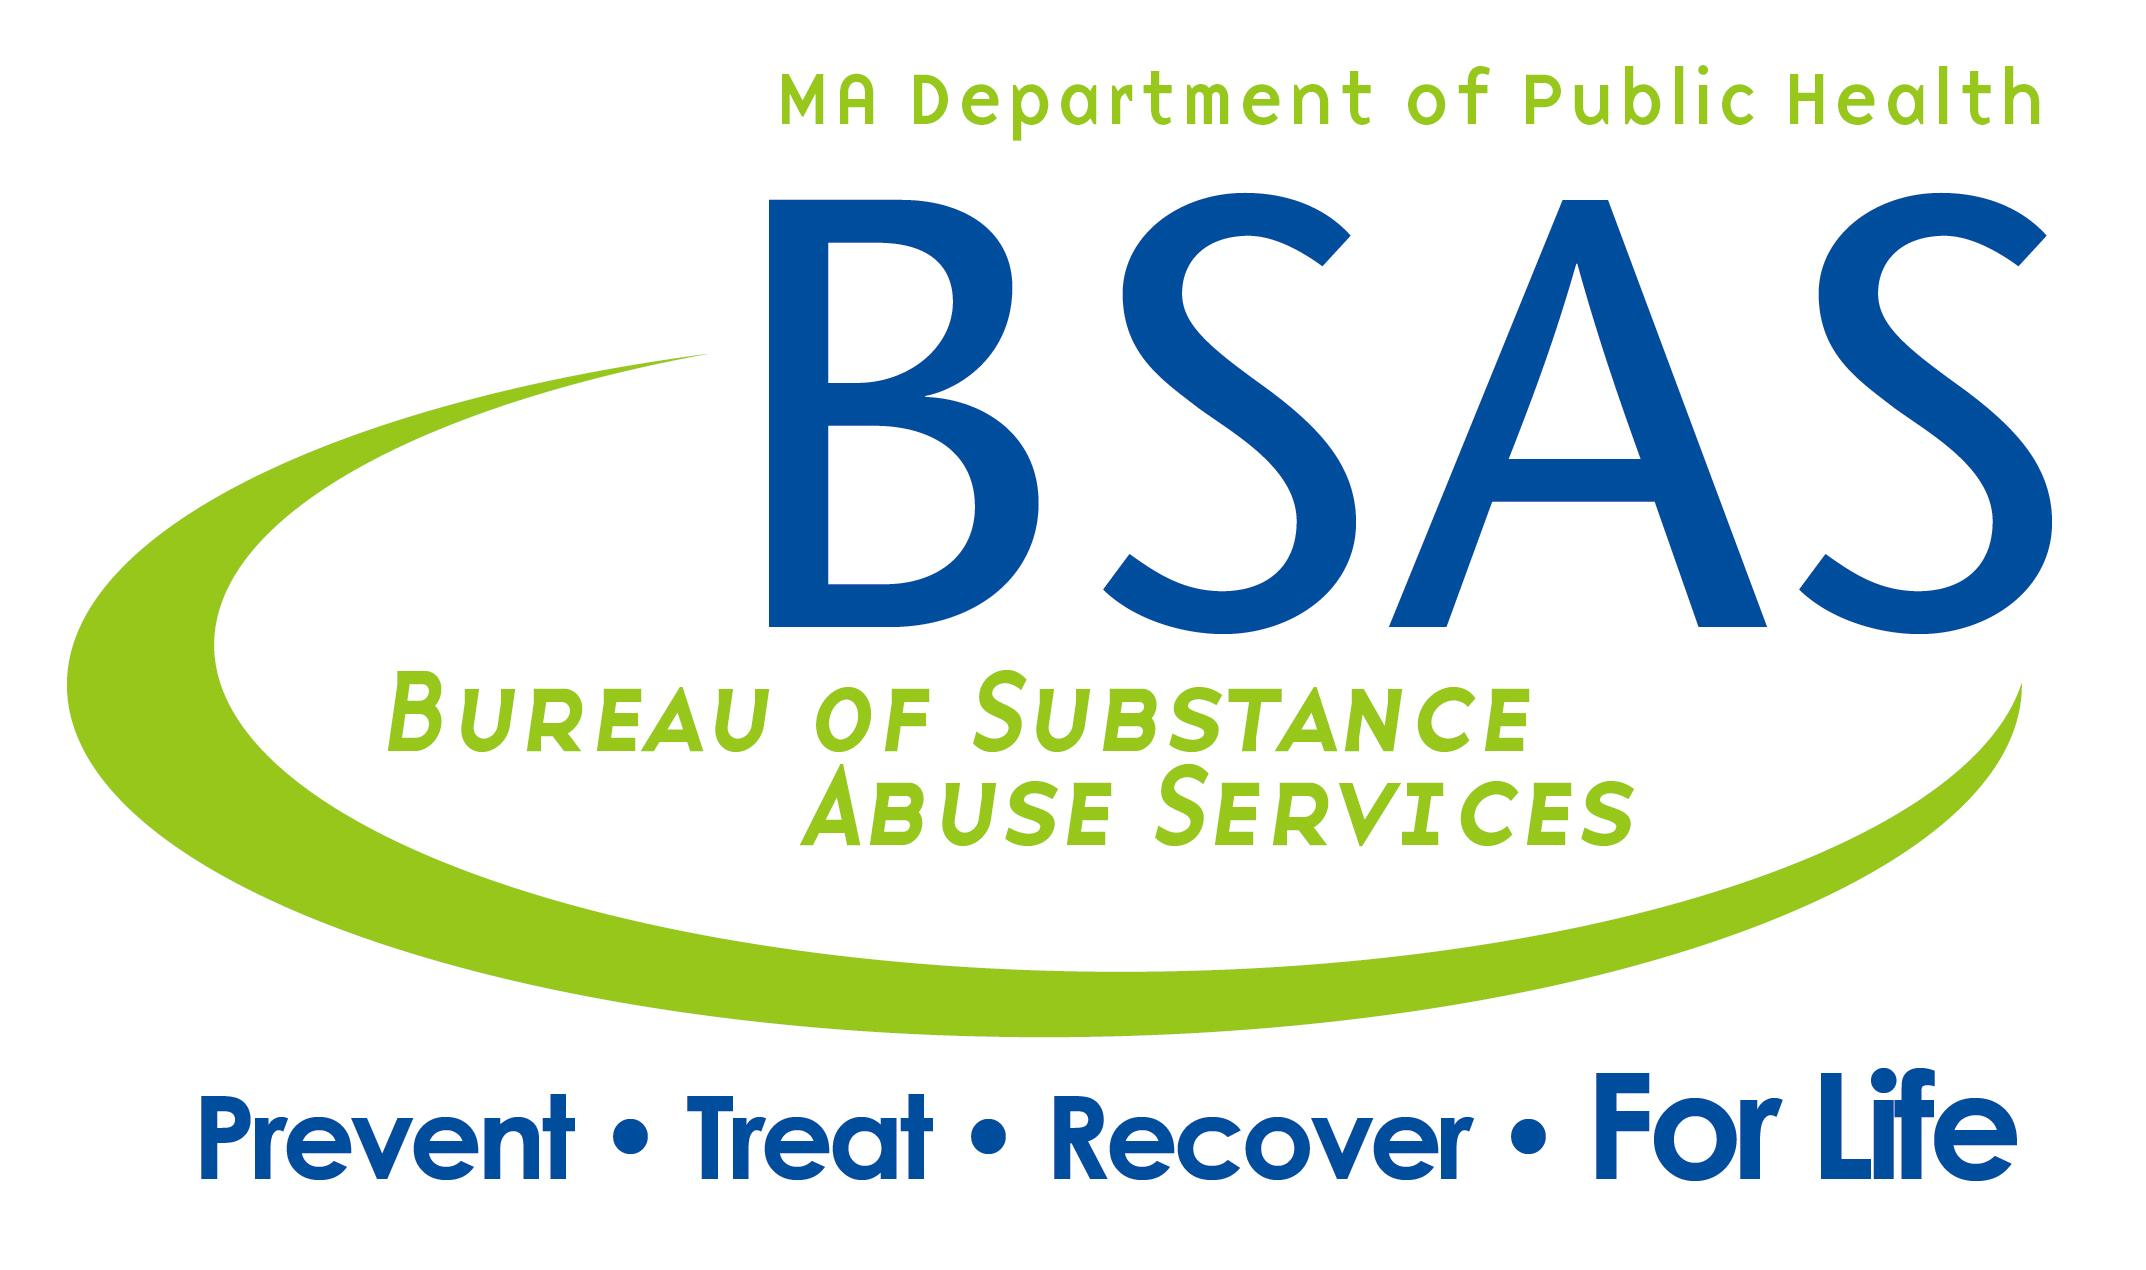 MA Department of Public Health
BSAS
BUREAU OF SUBSTANCE
ABUSE SERVICES
Prevent • Treat • Recover • For Life